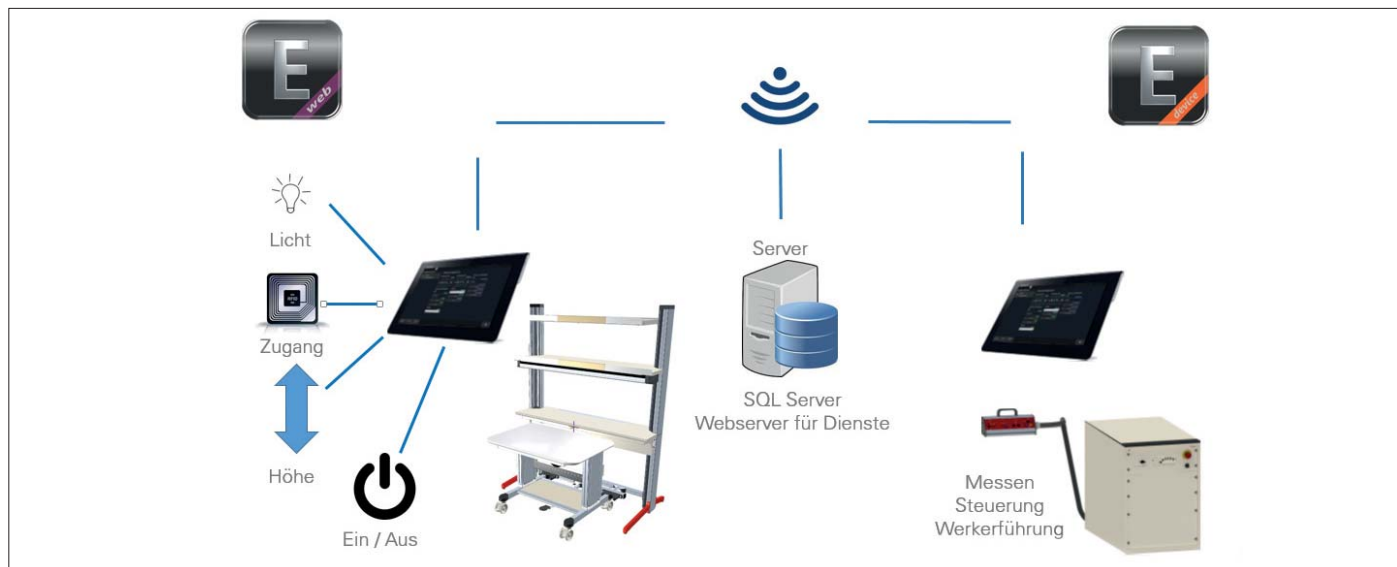 E
web
E
device
Licht
Zugang
Höhe
Ein / Aus
Server
SQL Server
Webserver für Dienste
Messen
Steuerung
Werkerführung